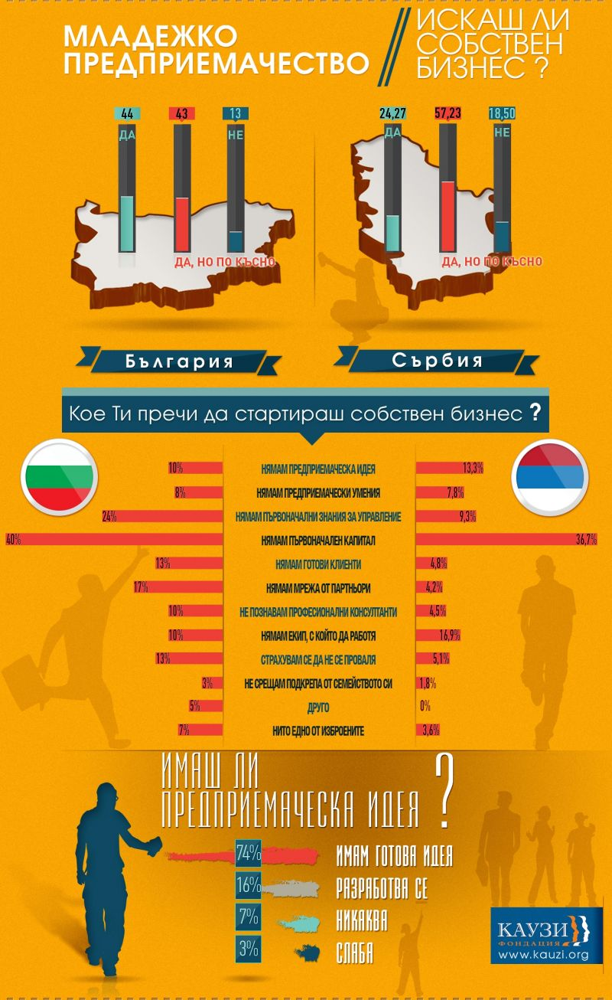 МЛАДЕЖКО
ПРЕДПРИЕМАЧЕСТВО
ИСКАШ ЛИ
СОБСТВЕН
БИЗНЕС ?
44
43
13
ДА
НЕ
ДА, НО ПО КЪСНО
24,27
57,23
18,50
ДА
НЕ
ДА, НО ПО КЪСНО
България
Сърбия
Кое Ти пречи да стартираш собствен бизнес ?
10% НЯМАМ ПРЕДПРИЕМАЧЕСКА ИДЕЯ 13,3%
8% НЯМАМ ПРЕДПРИЕМАЧЕСКИ УМЕНИЯ 7,8%
24% НЯМАМ ПЪРВОНАЧАЛНИ ЗНАНИЯ ЗА УПРАВЛЕНИЕ 9,3%
40% НЯМАМ ПЪРВОНАЧАЛЕН КАПИТАЛ 36,7%
13% НЯМАМ ГОТОВИ КЛИЕНТИ 4,8%
17% НЯМАМ МРЕЖА ОТ ПАРТНЬОРИ 4,2%
10% НЕ ПОЗНАВАМ ПРОФЕСИОНАЛНИ КОНСУЛТАНТИ 4,5%
10% НЯМАМ ЕКИП, С КОЙТО ДА РАБОТЯ 16,9%
13% СТРАХУВАМ СЕ ДА НЕ СЕ ПРОВАЛЯ 5,1%
3% НЕ СРЕЩАМ ПОДКРЕПА ОТ СЕМЕЙСТВОТО СИ 1,8%
5% ДРУГО 0%
7% НИТО ЕДНО ОТ ИЗБРОЕНИТЕ 3,6%
ИМАШ ЛИ
ПРЕДПРИЕМАЧЕСКА ИДЕЯ ?
74% ИМАМ ГОТОВА ИДЕЯ
16% РАЗРАБОТВА СЕ
7% НИКАКВА
3% СЛАБА
КАУЗИ
ФОНДАЦИЯ
www.kauzi.org